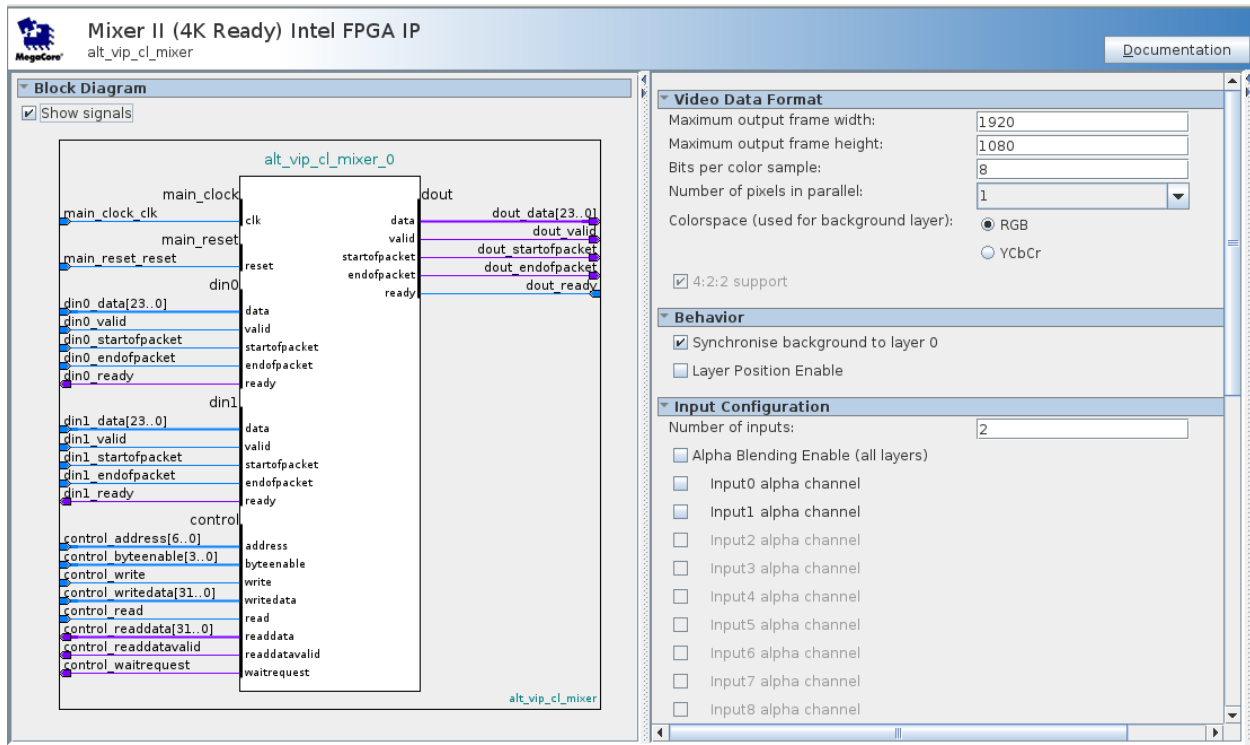 Mixer II (4K Ready) Intel FPGA IP
alt_vip_cl_mixer
MegaCore®
Documentation
Block Diagram
Show signals
alt_vip_cl_mixer_0
main_clock
main_clock_clk
clk
main_reset
main_reset_reset
reset
din0
din0_data[23..0]
data
din0_valid
valid
din0_startofpacket
startofpacket
din0_endofpacket
endofpacket
din0_ready
ready
din1
din1_data[23..0]
data
din1_valid
valid
din1_startofpacket
startofpacket
din1_endofpacket
endofpacket
din1_ready
ready
control
control_address[6..0]
address
control_byteenable[3..0]
byteenable
control_write
write
control_writedata[31..0]
writedata
control_read
read
control_readdata[31..0]
readdata
control_readdatavalid
readdatavalid
control_waitrequest
waitrequest
dout
data
dout_data[23..0]
valid
dout_valid
startofpacket
dout_startofpacket
endofpacket
dout_endofpacket
ready
dout_ready
alt_vip_cl_mixer
Video Data Format
Maximum output frame width: 1920
Maximum output frame height: 1080
Bits per color sample: 8
Number of pixels in parallel: 1
Colorspace (used for background layer): RGB
YCbCr
4:2:2 support
Behavior
Synchronise background to layer 0
Layer Position Enable
Input Configuration
Number of inputs: 2
Alpha Blending Enable (all layers)
Input0 alpha channel
Input1 alpha channel
Input2 alpha channel
Input3 alpha channel
Input4 alpha channel
Input5 alpha channel
Input6 alpha channel
Input7 alpha channel
Input8 alpha channel